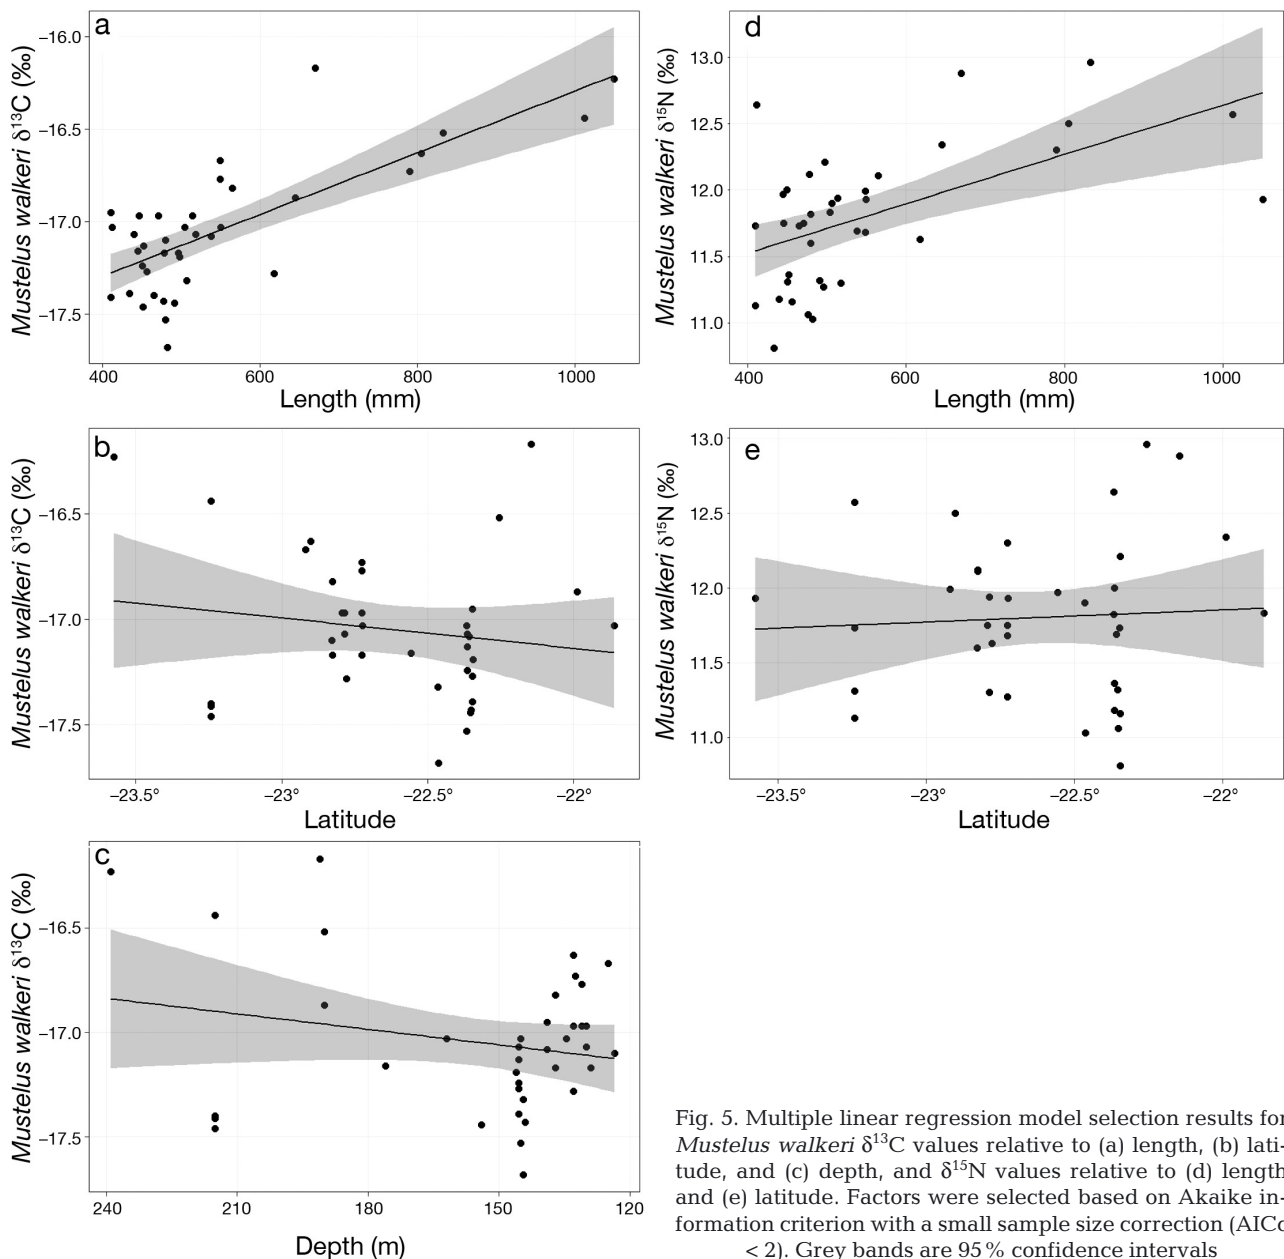 a
Mustelus walkeri δ¹³C (‰)
−16.0
−16.5
−17.0
−17.5
400 600 800 1000
Length (mm)
d
Mustelus walkeri δ¹⁵N (‰)
13.0
12.5
12.0
11.5
11.0
400 600 800 1000
Length (mm)
b
Mustelus walkeri δ¹³C (‰)
−16.5
−17.0
−17.5
−23.5° −23° −22.5° −22°
Latitude
e
Mustelus walkeri δ¹⁵N (‰)
13.0
12.5
12.0
11.5
11.0
−23.5° −23° −22.5° −22°
Latitude
c
Mustelus walkeri δ¹³C (‰)
−16.5
−17.0
−17.5
240 210 180 150 120
Depth (m)
Fig. 5. Multiple linear regression model selection results for
Mustelus walkeri δ¹³C values relative to (a) length, (b) lati-
tude, and (c) depth, and δ¹⁵N values relative to (d) length
and (e) latitude. Factors were selected based on Akaike in-
formation criterion with a small sample size correction (AICc
< 2). Grey bands are 95% confidence intervals